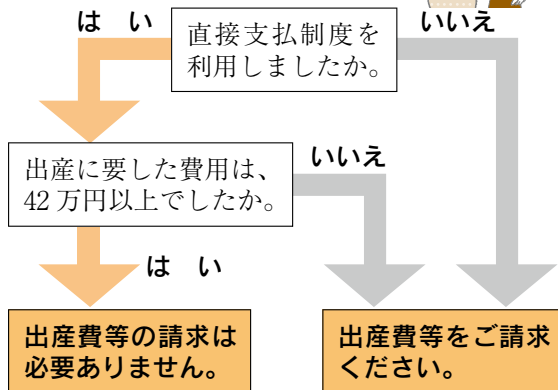 は い
直接支払制度を
利用しましたか。
いいえ
出産に要した費用は、
42万円以上でしたか。
いいえ
は い
出産費等の請求は
必要ありません。
出産費等をご請求
ください。